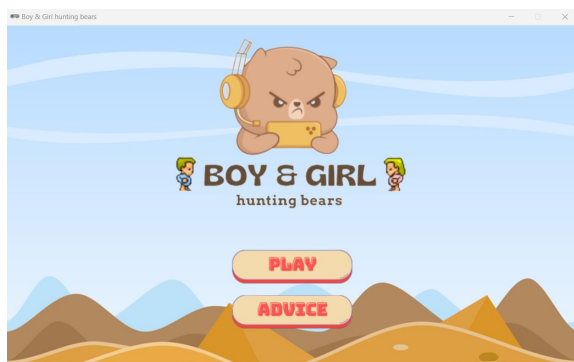 Boy & Girl hunting bears
BOY & GIRL
hunting bears
PLAY
ADVICE